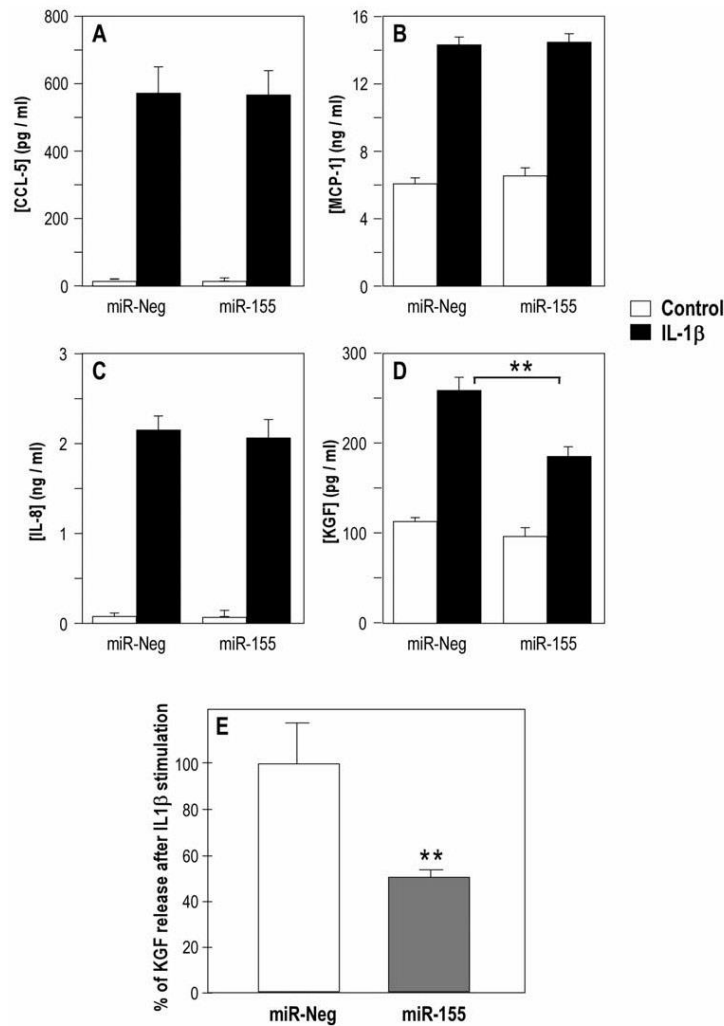 A
[CCL-5] (pg / ml)
800
600
400
200
0
miR-Neg miR-155
B
[MCP-1] (ng / ml)
16
12
8
4
0
miR-Neg miR-155
Control
IL-1β
C
[IL-8] (ng / ml)
3
2
1
0
miR-Neg miR-155
D
[KGF] (pg / ml)
300
200
100
0
**
miR-Neg miR-155
E
% of KGF release after IL1β stimulation
100
80
60
40
20
0
**
miR-Neg miR-155